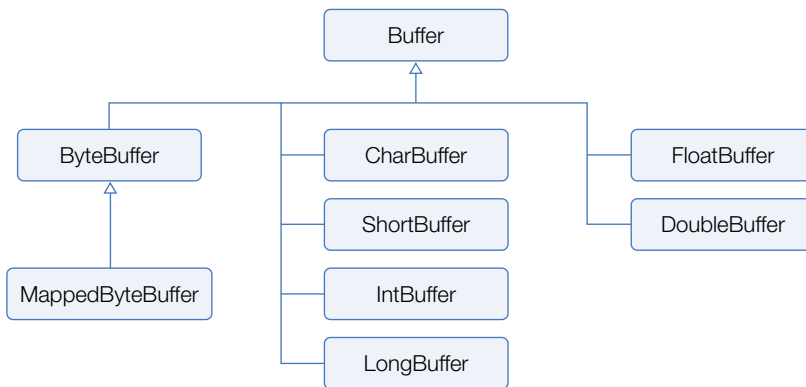 Buffer
ByteBuffer
CharBuffer
FloatBuffer
ShortBuffer
DoubleBuffer
MappedByteBuffer
IntBuffer
LongBuffer